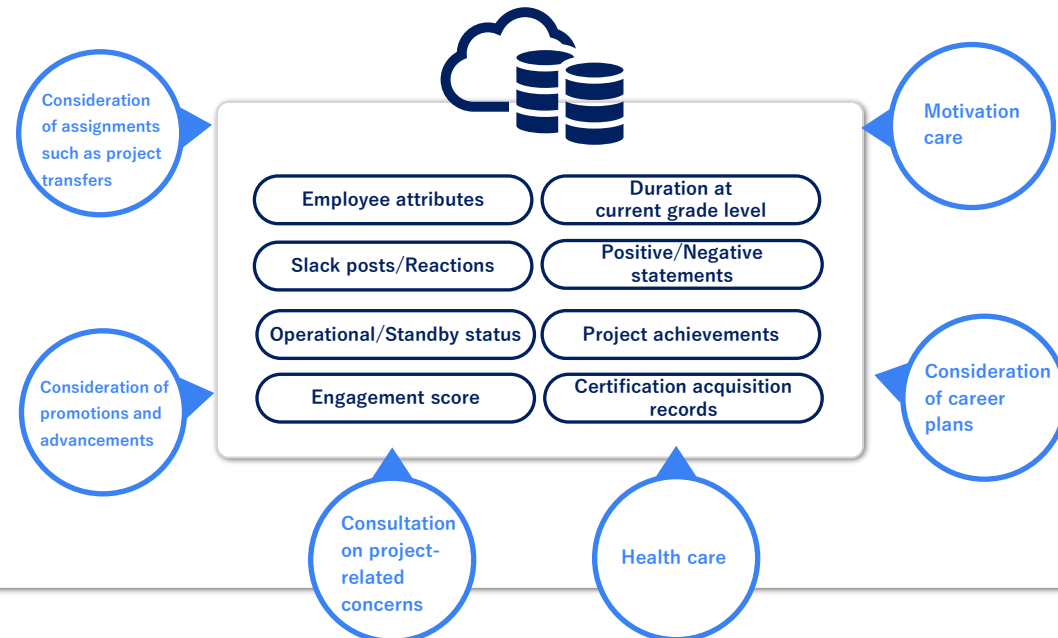 Consideration
of assignments
such as project
transfers
Motivation
care
Employee attributes
Duration at
current grade level
Slack posts/Reactions
Positive/Negative
statements
Operational/Standby status
Project achievements
Engagement score
Certification acquisition
records
Consideration of
promotions and
advancements
Consideration
of career
plans
Consultation
on project-
related
concerns
Health care